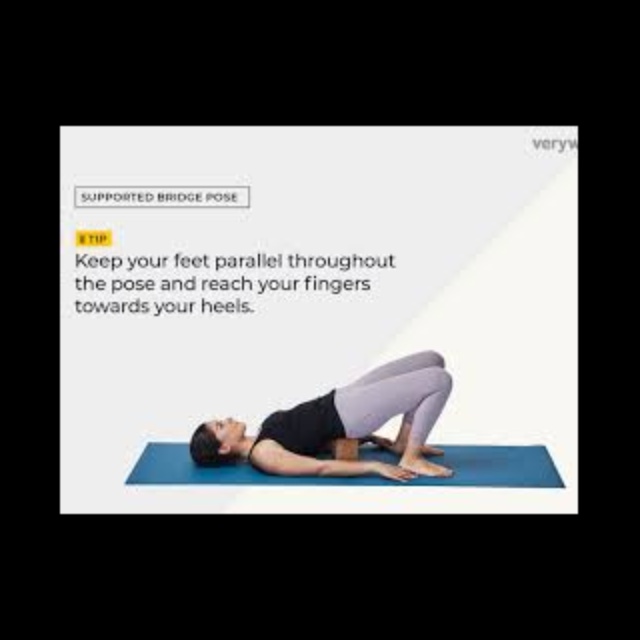 veryw
SUPPORTED BRIDGE POSE
TIP
Keep your feet parallel throughout
the pose and reach your fingers
towards your heels.